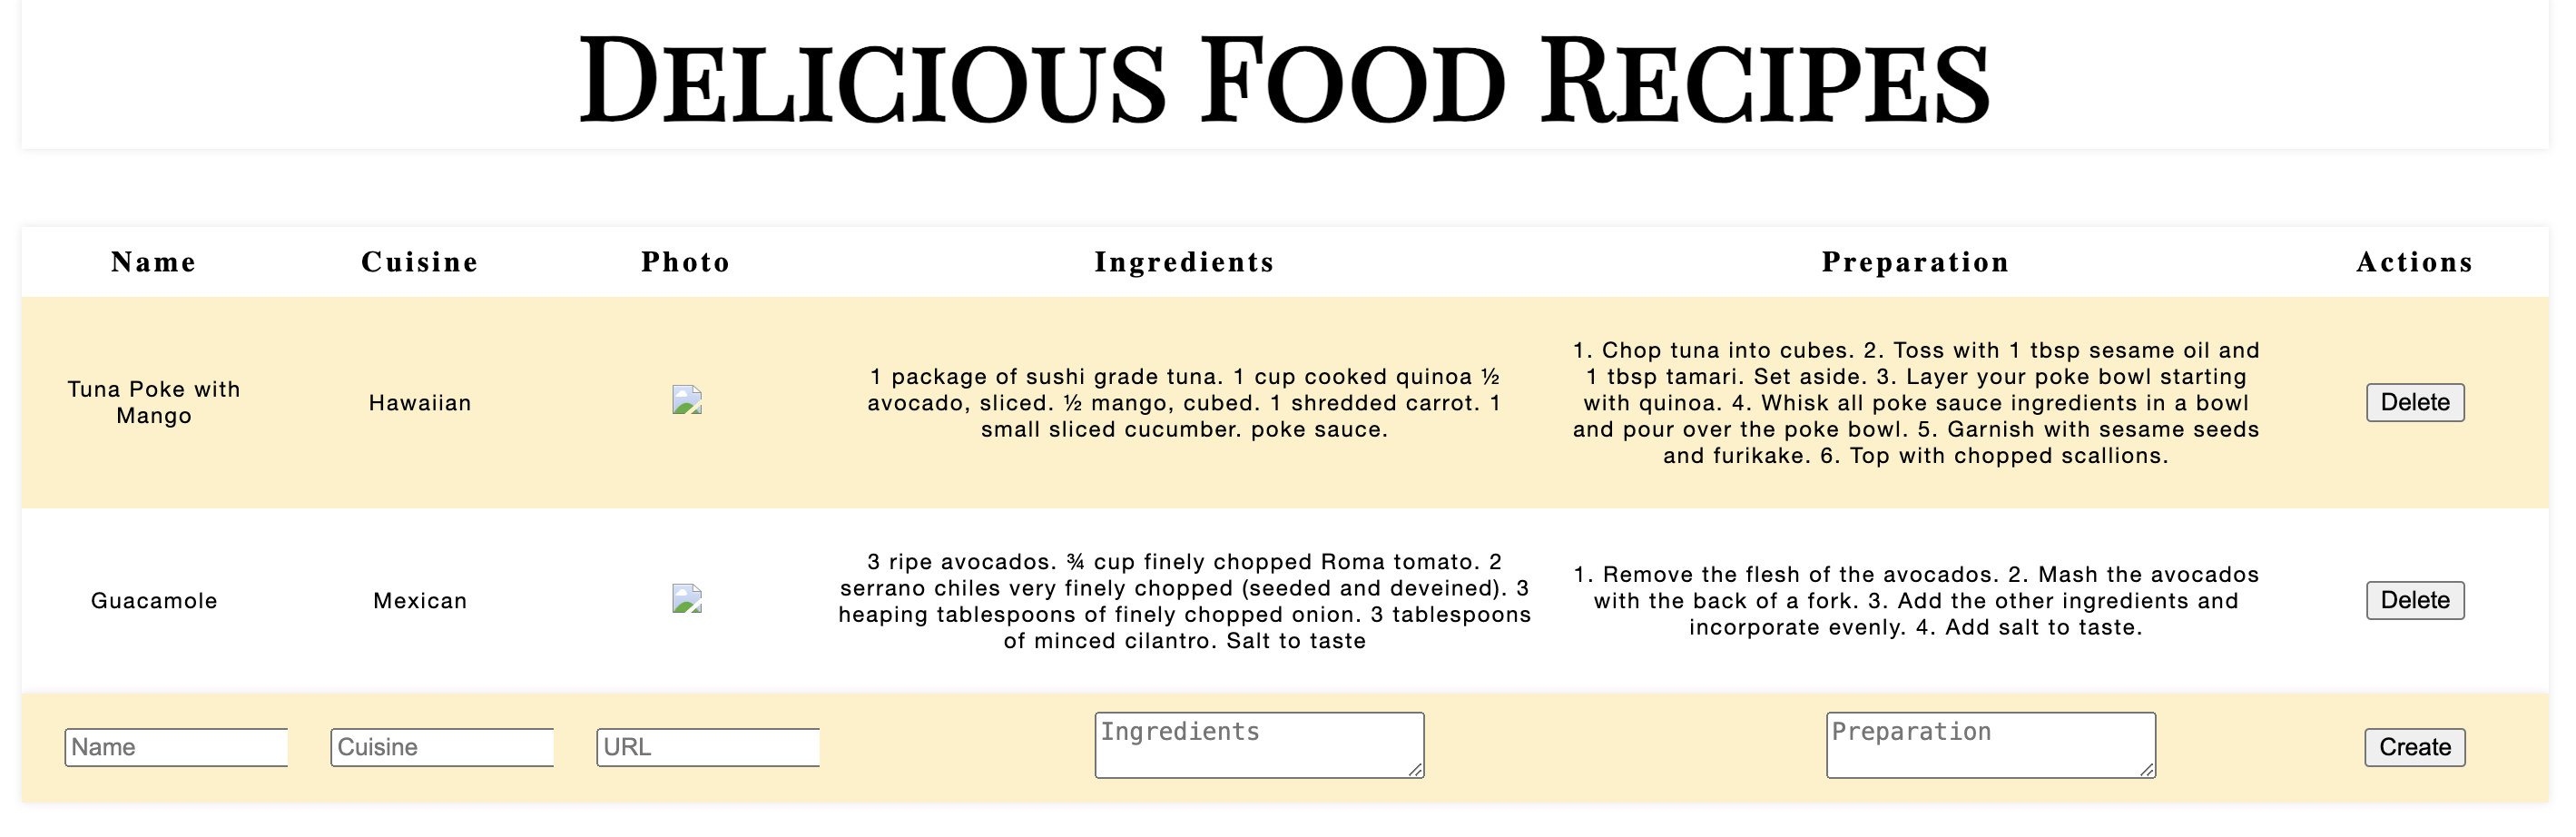 Delicious Food Recipes
Name Cuisine Photo Ingredients Preparation Actions
Tuna Poke with
Mango
Hawaiian
1 package of sushi grade tuna. 1 cup cooked quinoa ½
avocado, sliced. ½ mango, cubed. 1 shredded carrot. 1
small sliced cucumber. poke sauce.
1. Chop tuna into cubes. 2. Toss with 1 tbsp sesame oil and
1 tbsp tamari. Set aside. 3. Layer your poke bowl starting
with quinoa. 4. Whisk all poke sauce ingredients in a bowl
and pour over the poke bowl. 5. Garnish with sesame seeds
and furikake. 6. Top with chopped scallions.
Delete
Guacamole
Mexican
3 ripe avocados. ¾ cup finely chopped Roma tomato. 2
serrano chiles very finely chopped (seeded and deveined). 3
heaping tablespoons of finely chopped onion. 3 tablespoons
of minced cilantro. Salt to taste
1. Remove the flesh of the avocados. 2. Mash the avocados
with the back of a fork. 3. Add the other ingredients and
incorporate evenly. 4. Add salt to taste.
Delete
Name Cuisine URL Ingredients Preparation Create